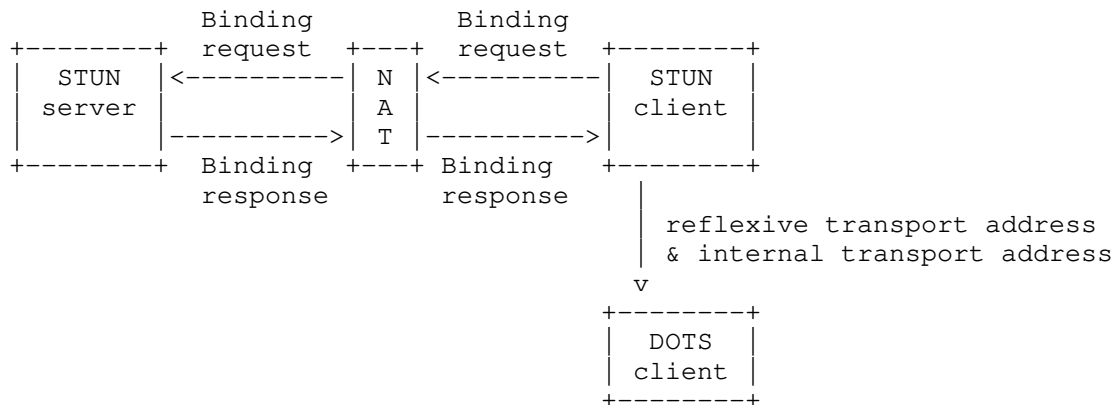 Binding Binding
request request
STUN N STUN
server A client
T
Binding Binding
response response
reflexive transport address
& internal transport address
v
DOTS
client